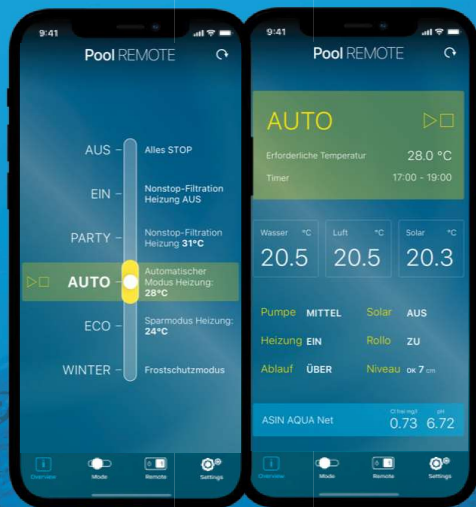 9:41
Pool REMOTE
AUS
Alles STOP
EIN
Nonstop-Filtration
Heizung AUS
PARTY
Nonstop-Filtration
Heizung 31°C
AUTO
Automatischer
Modus Heizung:
28°C
ECO
Sparmodus Heizung:
24°C
WINTER
Frostschutzmodus
Overview
Mode
Remote
Settings
9:41
Pool REMOTE
AUTO
Erforderliche Temperatur 28.0 °C
Timer 17:00 - 19:00
Wasser °C Luft °C Solar °C
20.5 20.5 20.3
Pumpe MITTEL Solar AUS
Heizung EIN Rollo ZU
Ablauf ÜBER Niveau OK 7 cm
Cl frei mg/l pH
ASIN AQUA Net 0.73 6.72
Overview
Mode
Remote
Settings